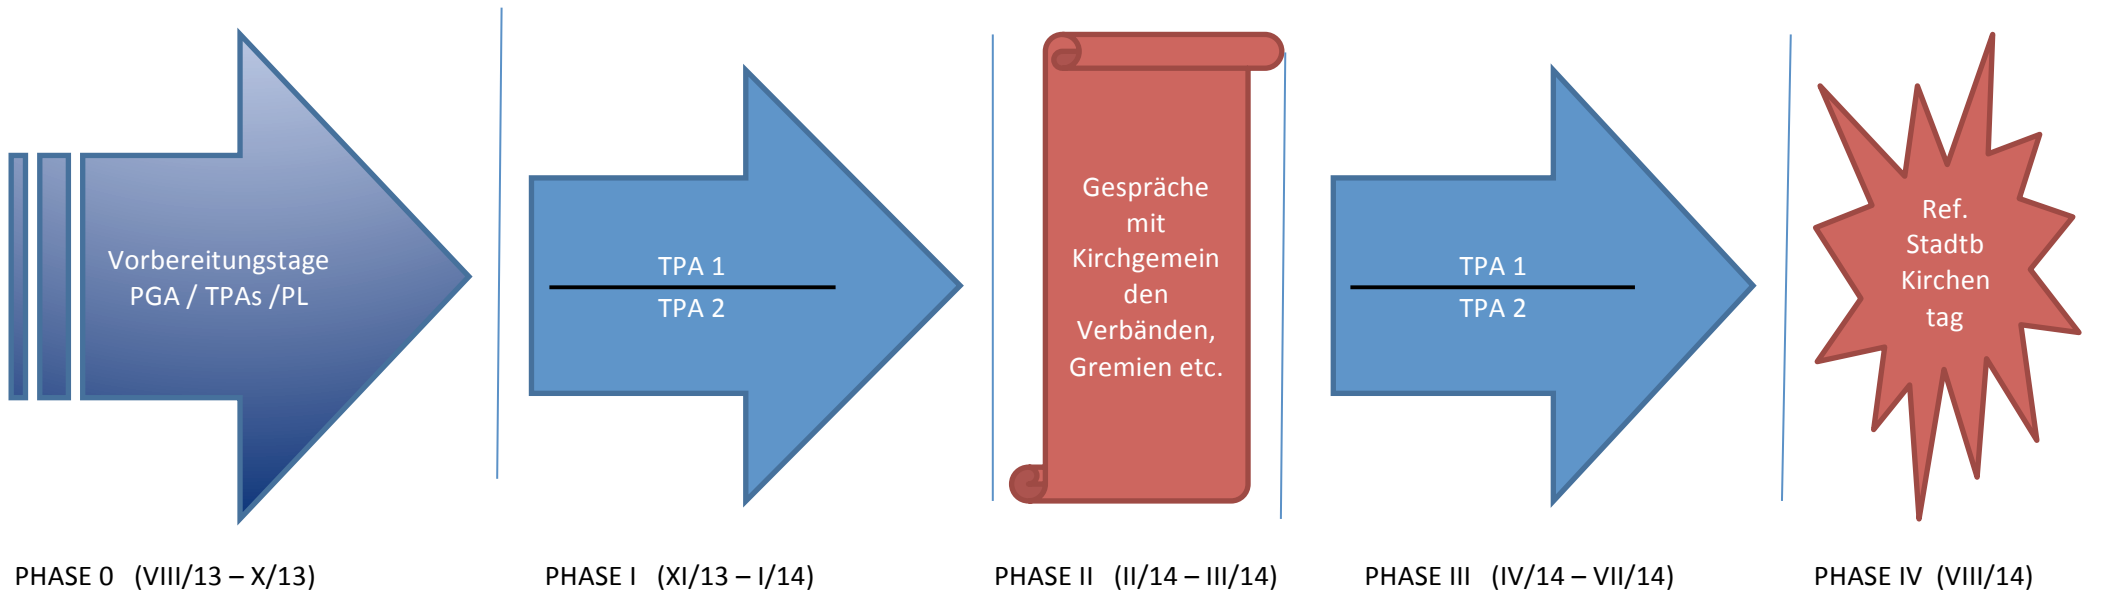 Vorbereitungstage
PGA / TPAs /PL
TPA 1
TPA 2
Gespräche
mit
Kirchgemein
den
Verbänden,
Gremien etc.
TPA 1
TPA 2
Ref.
Stadtb
Kirchen
tag
PHASE 0 (VIII/13 – X/13)
PHASE I (XI/13 – I/14)
PHASE II (II/14 – III/14)
PHASE III (IV/14 – VII/14)
PHASE IV (VIII/14)